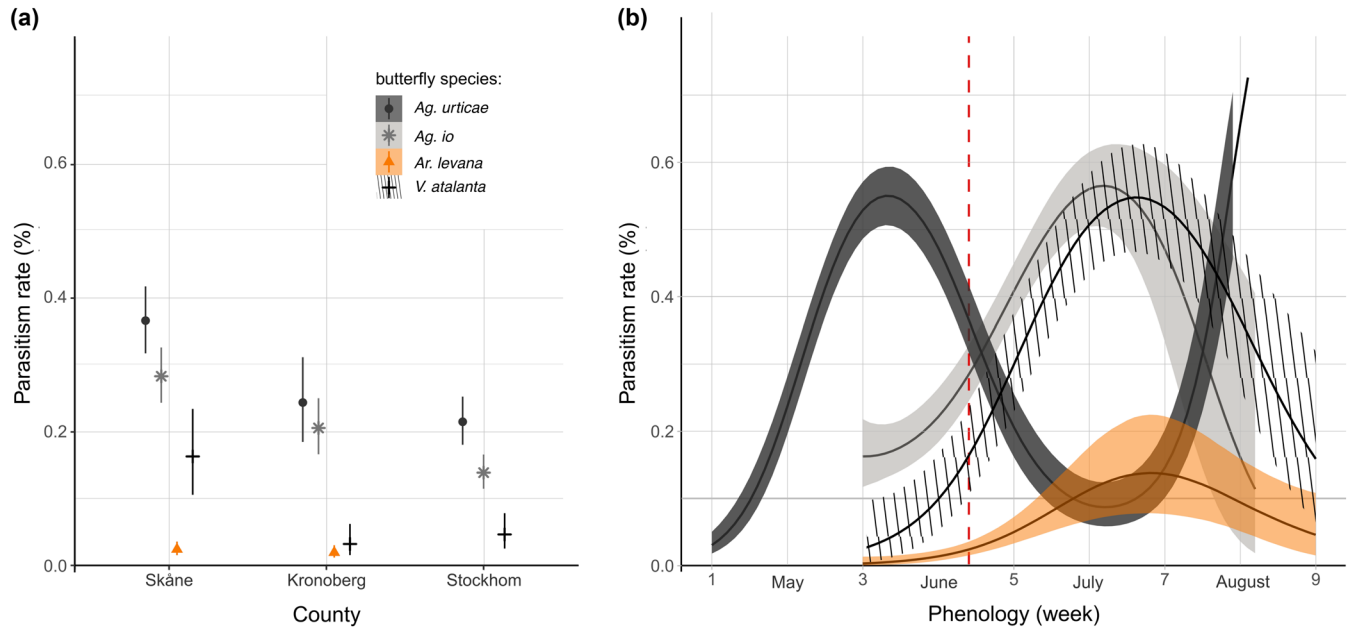 (a)
Parasitism rate (%)
0.6
0.4
0.2
0.0
butterfly species:
Ag. urticae
Ag. io
Ar. levana
V. atalanta
Skåne
Kronoberg
Stockhom
County
(b)
Parasitism rate (%)
0.6
0.4
0.2
0.0
1 May 3 June 5 July 7 August 9
Phenology (week)